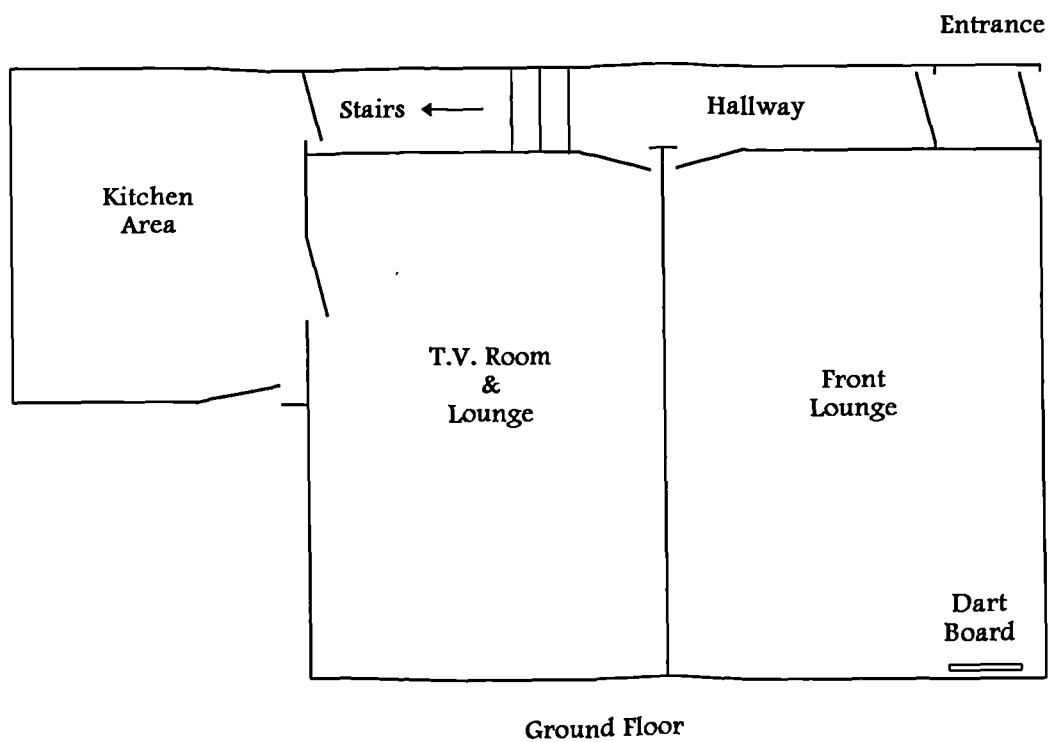 Entrance
Stairs
Hallway
Kitchen
Area
T.V. Room
&
Lounge
Front
Lounge
Dart
Board
Ground Floor